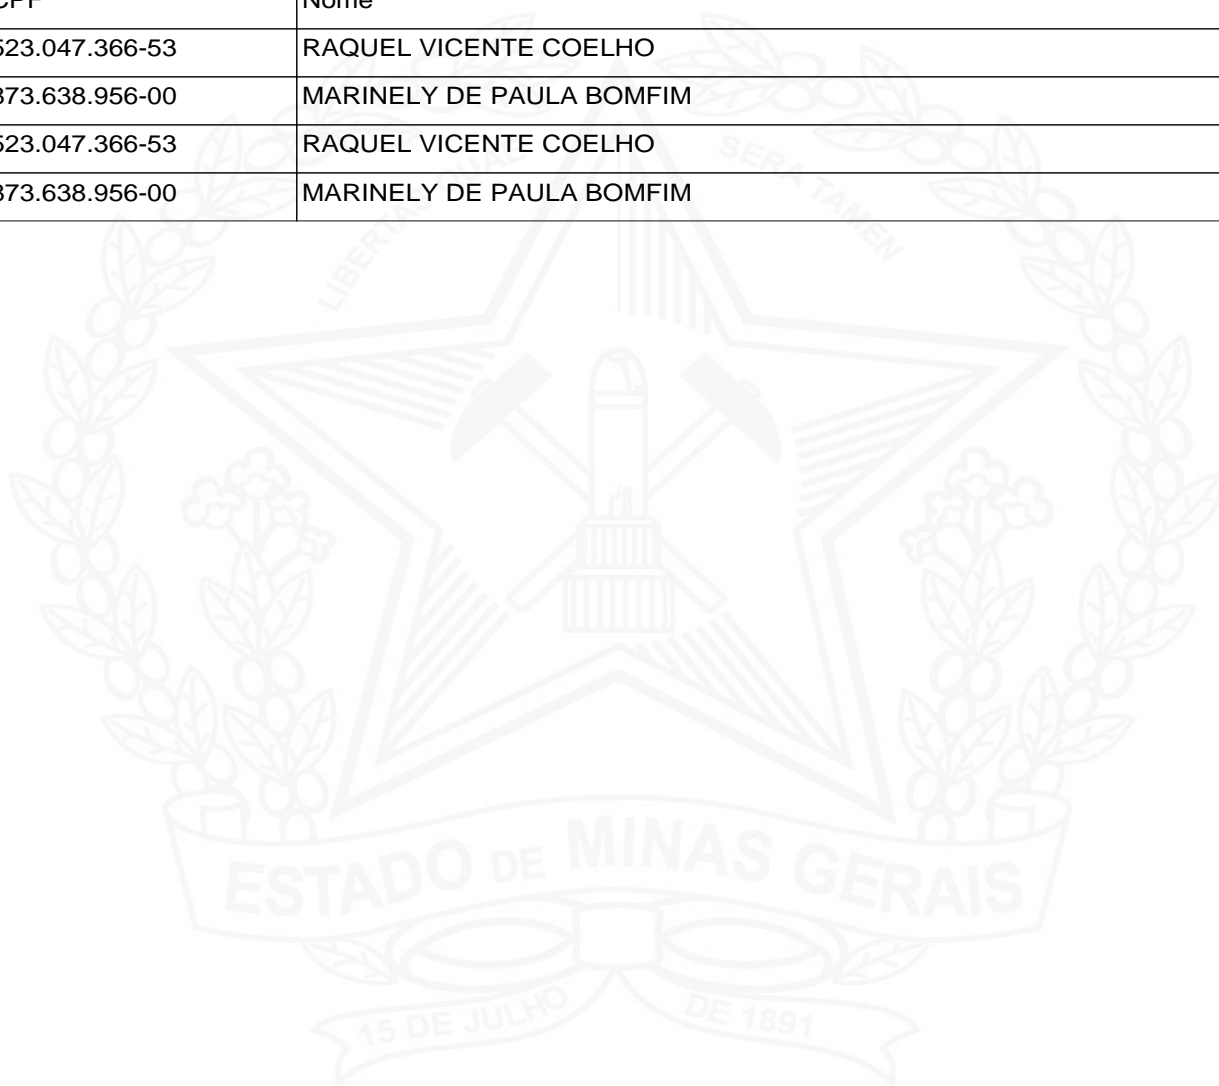 CPF Nome
523.047.366-53 RAQUEL VICENTE COELHO
873.638.956-00 MARINELY DE PAULA BOMFIM
523.047.366-53 RAQUEL VICENTE COELHO
873.638.956-00 MARINELY DE PAULA BOMFIM
LIBERTAS QUAE SERA TAMEN
ESTADO DE MINAS GERAIS
15 DE JULHO DE 1891